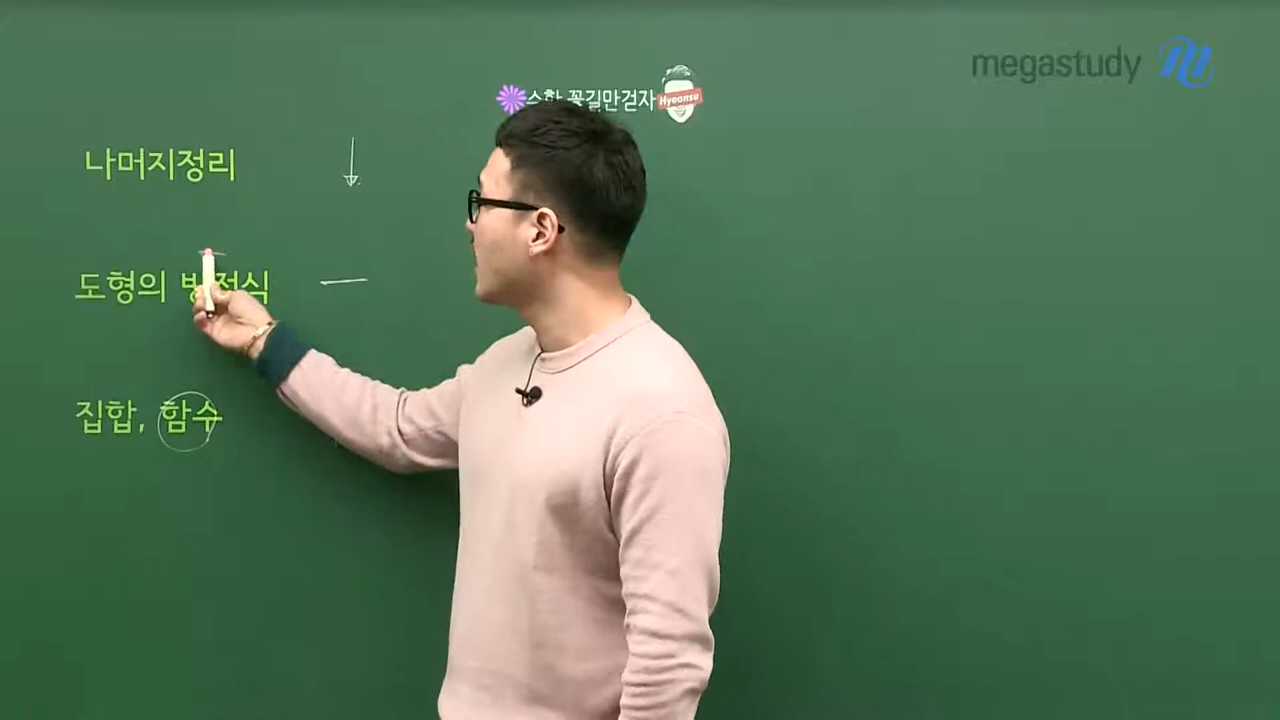 megastudy
수학 꽃길만걷자
Hyeonsu
나머지정리
도형의 방정식
집합, 함수